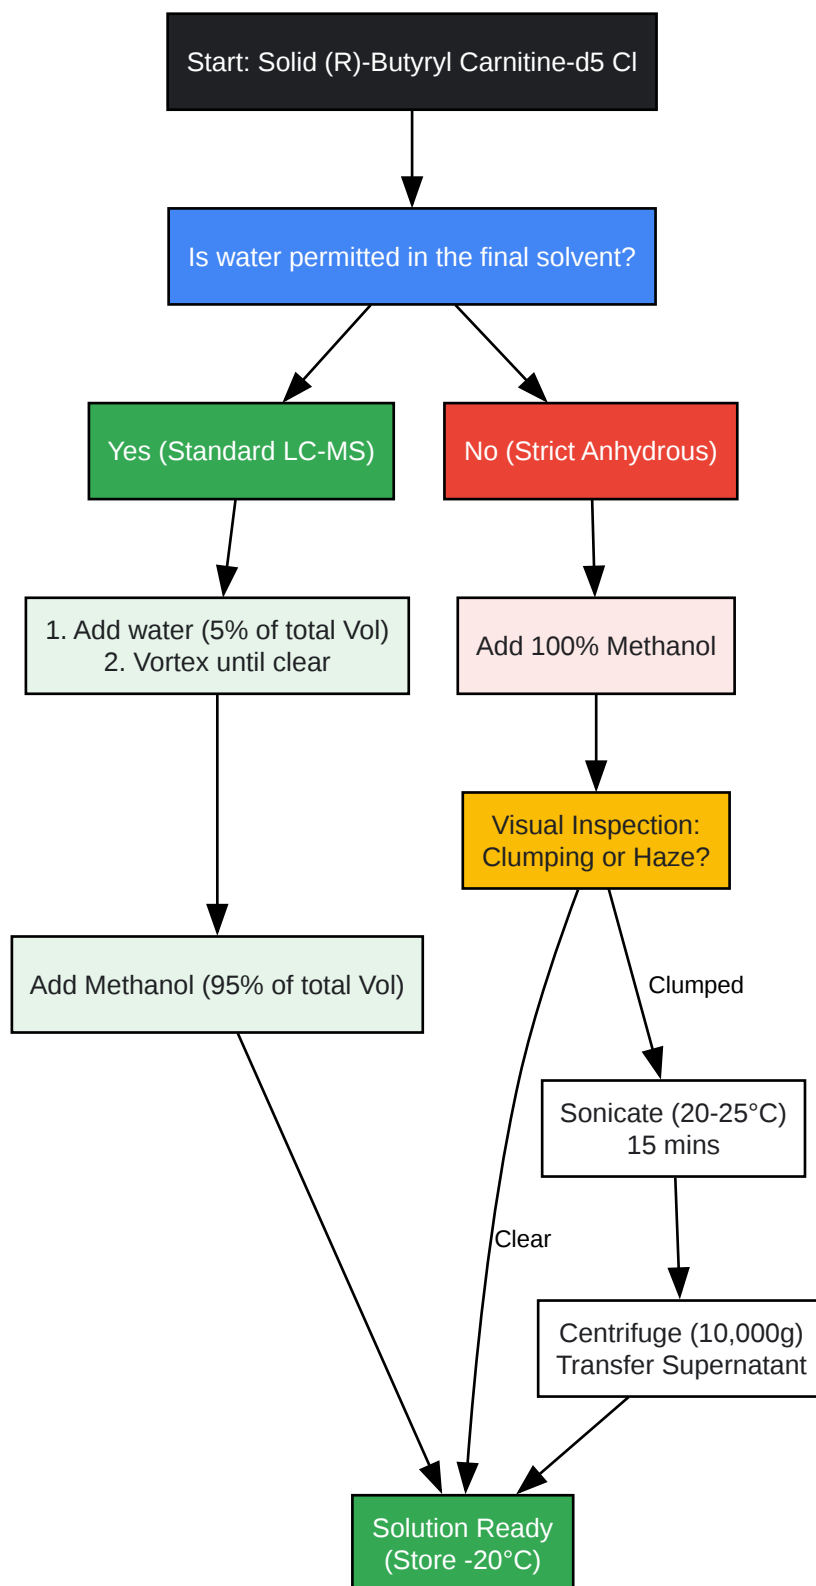 Start: Solid (R)-Butyryl Carnitine-d5 Cl
Is water permitted in the final solvent?
Yes (Standard LC-MS)
No (Strict Anhydrous)
1. Add water (5% of total Vol)
2. Vortex until clear
Add 100% Methanol
Visual Inspection:
Clumping or Haze?
Add Methanol (95% of total Vol)
Clumped
Sonicate (20-25°C)
15 mins
Clear
Centrifuge (10,000g)
Transfer Supernatant
Solution Ready
(Store -20°C)